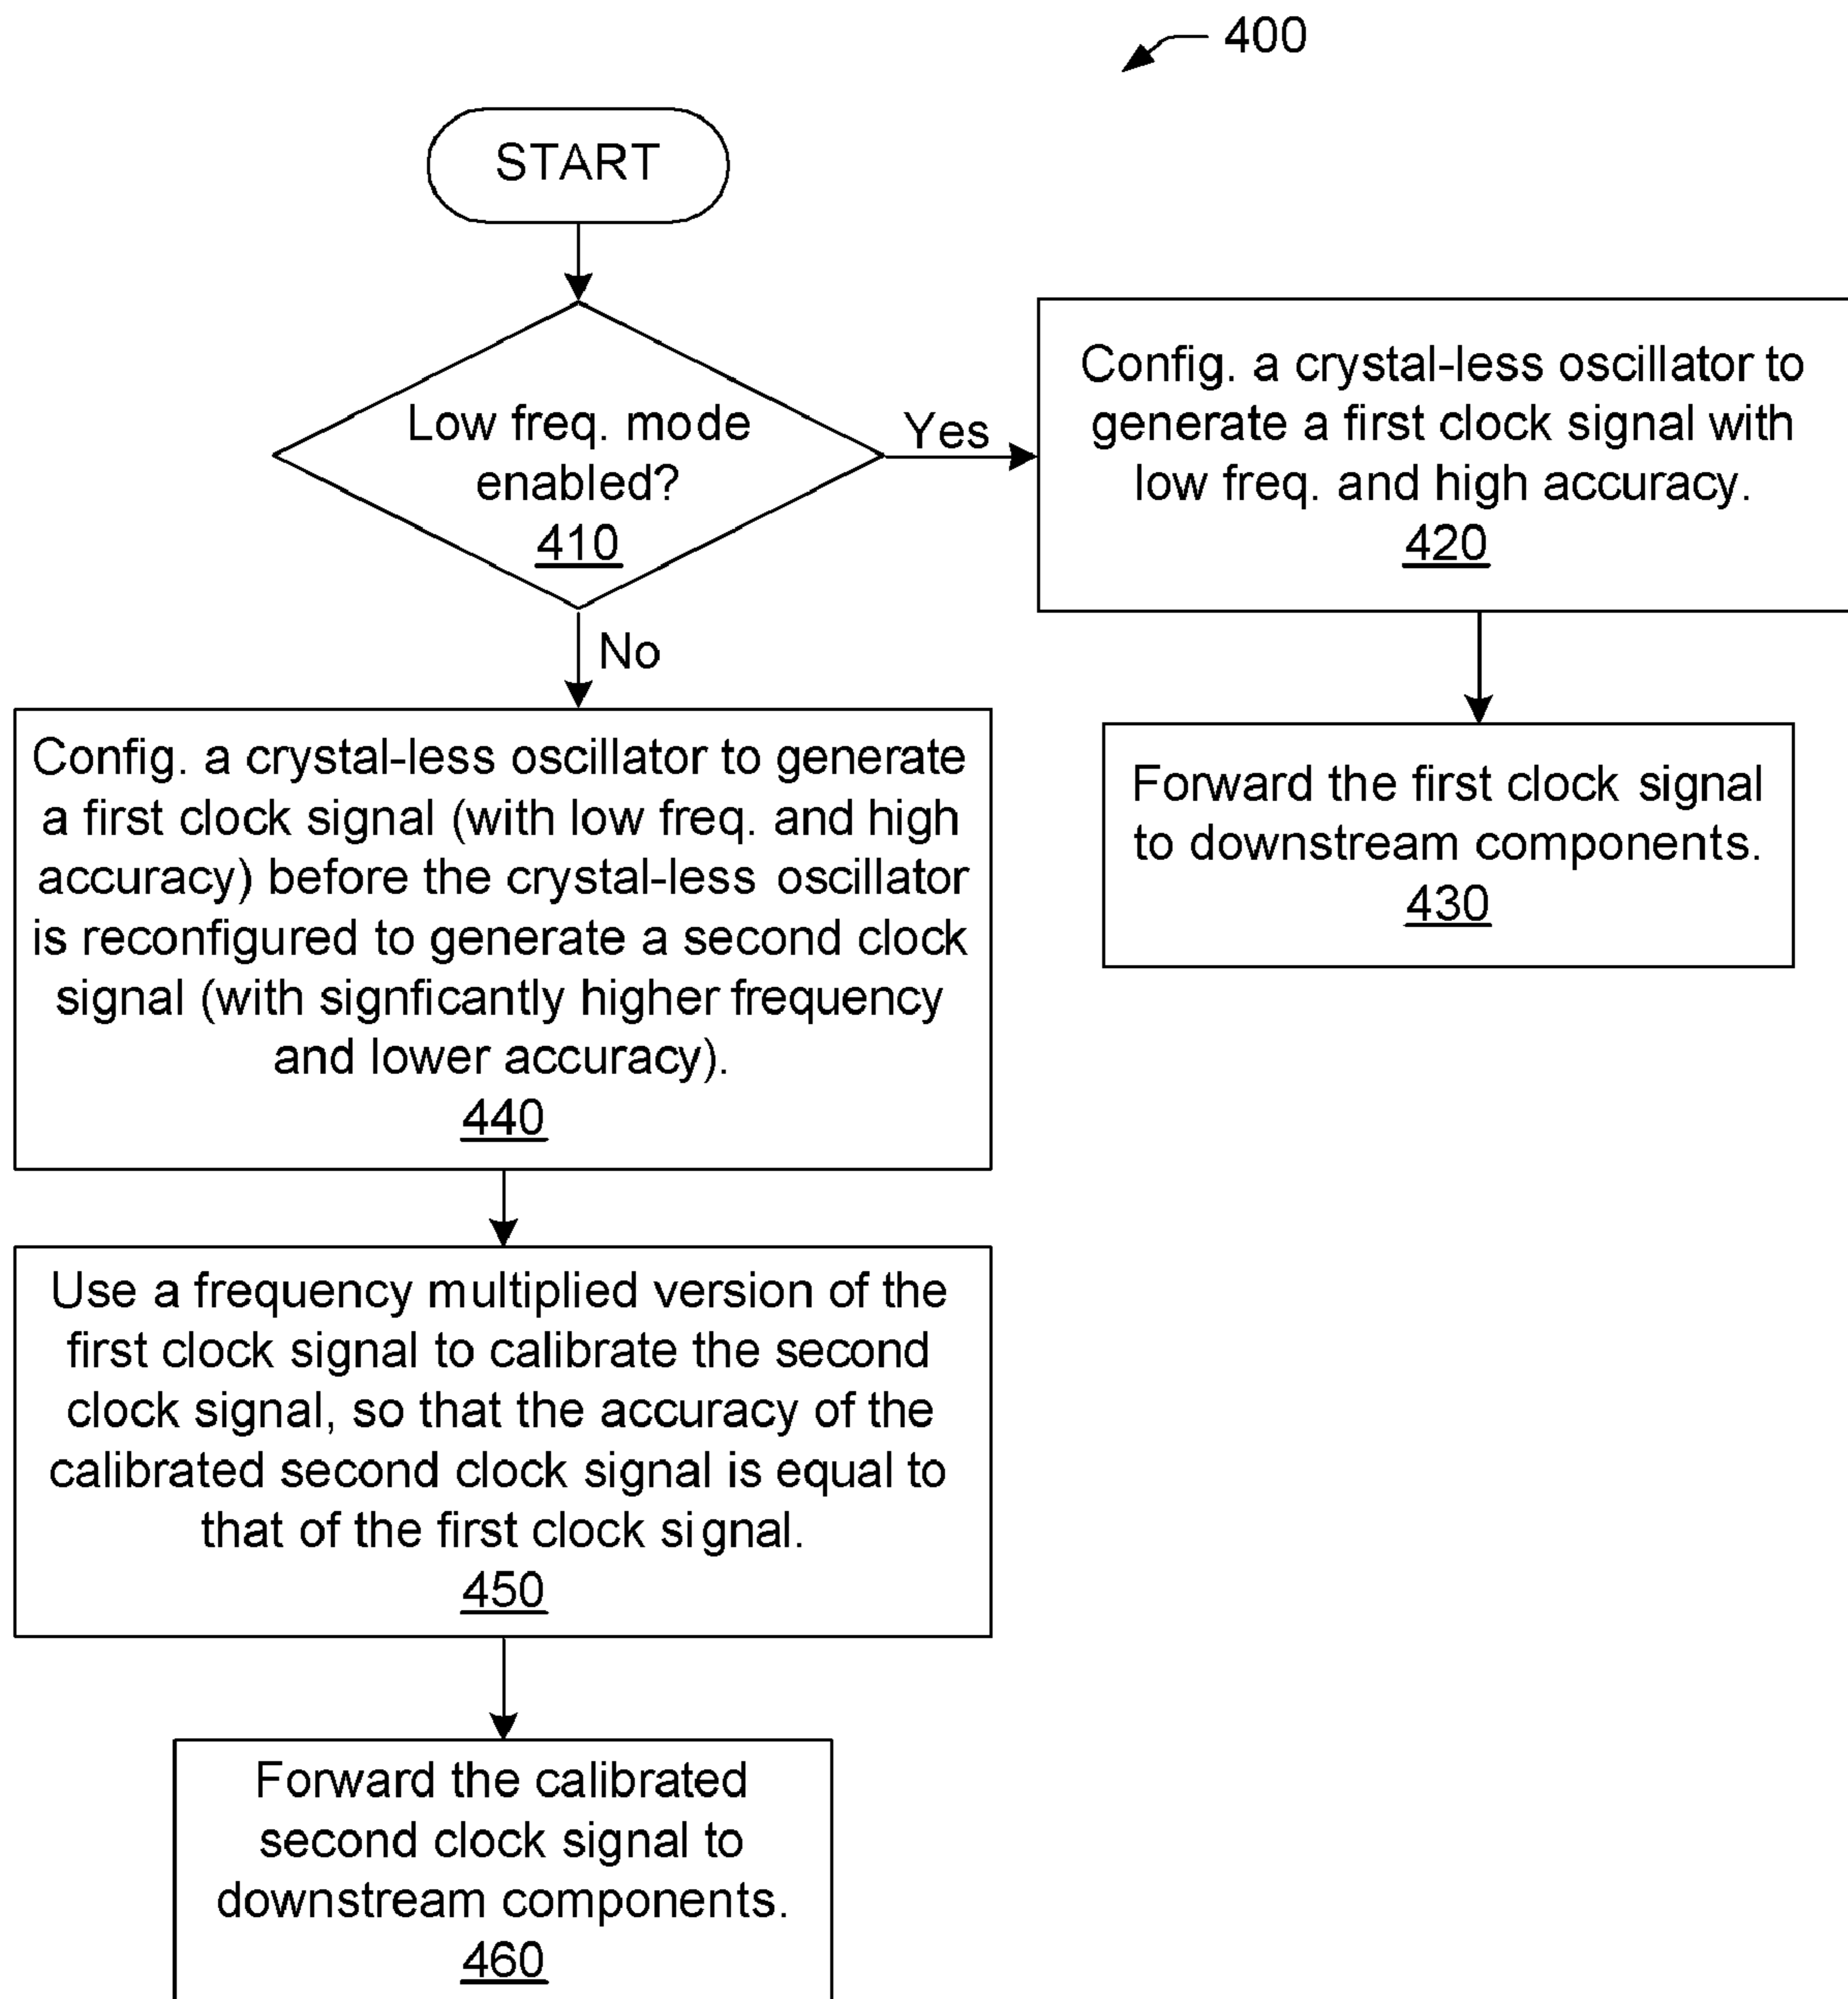 400
START
Low freq. mode
enabled?
410
Yes
Config. a crystal-less oscillator to
generate a first clock signal with
low freq. and high accuracy.
420
Forward the first clock signal
to downstream components.
430
No
Config. a crystal-less oscillator to generate
a first clock signal (with low freq. and high
accuracy) before the crystal-less oscillator
is reconfigured to generate a second clock
signal (with signficantly higher frequency
and lower accuracy).
440
Use a frequency multiplied version of the
first clock signal to calibrate the second
clock signal, so that the accuracy of the
calibrated second clock signal is equal to
that of the first clock signal.
450
Forward the calibrated
second clock signal to
downstream components.
460